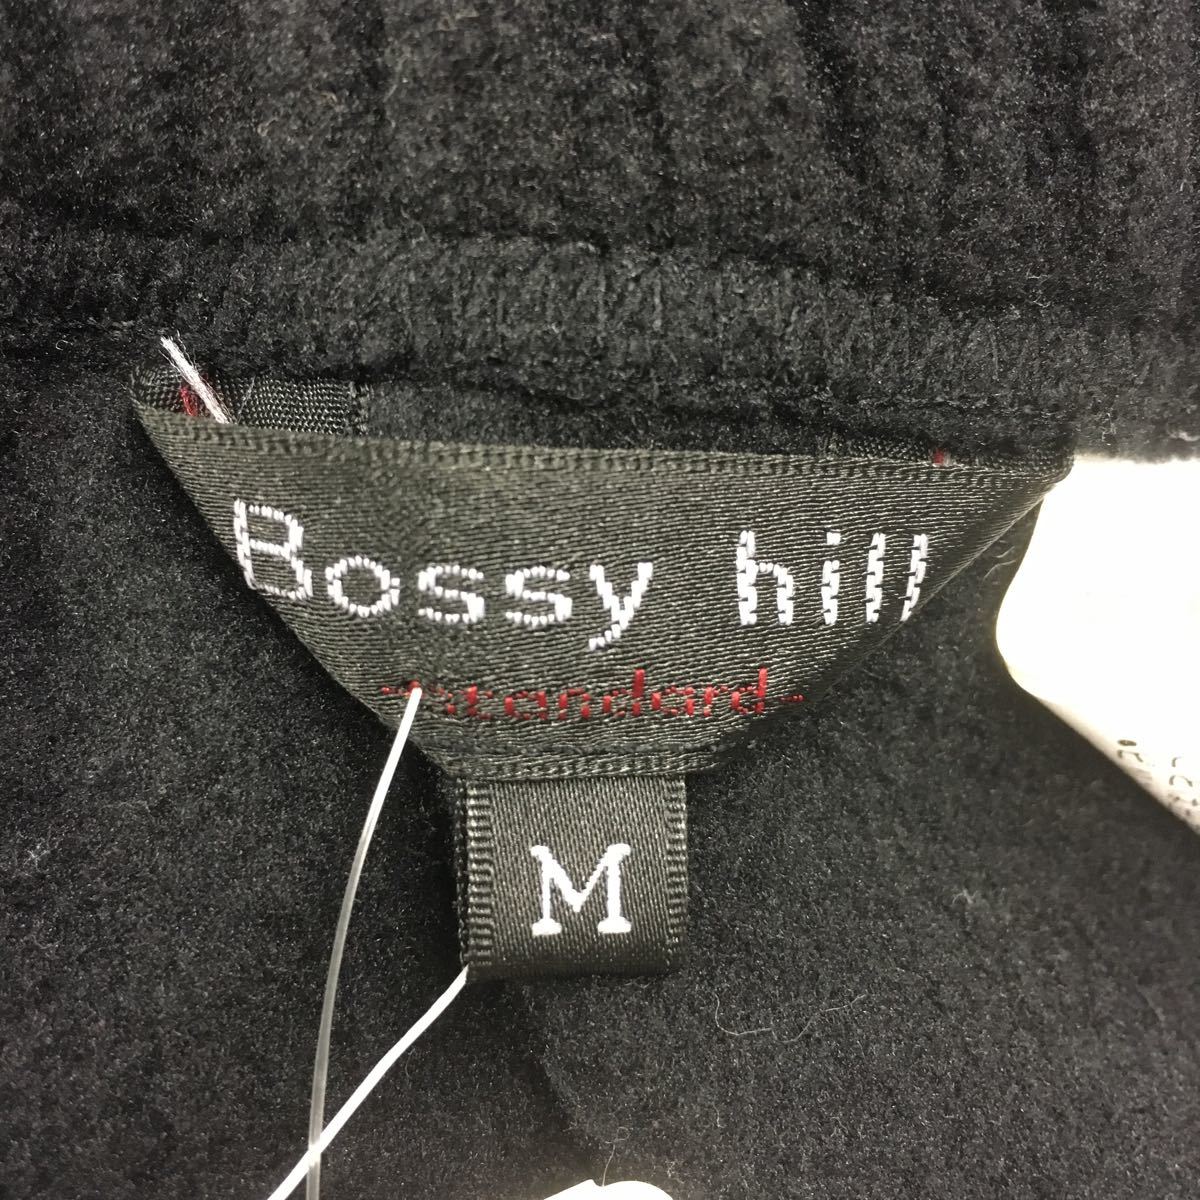 Bossy hill
-standard-
M